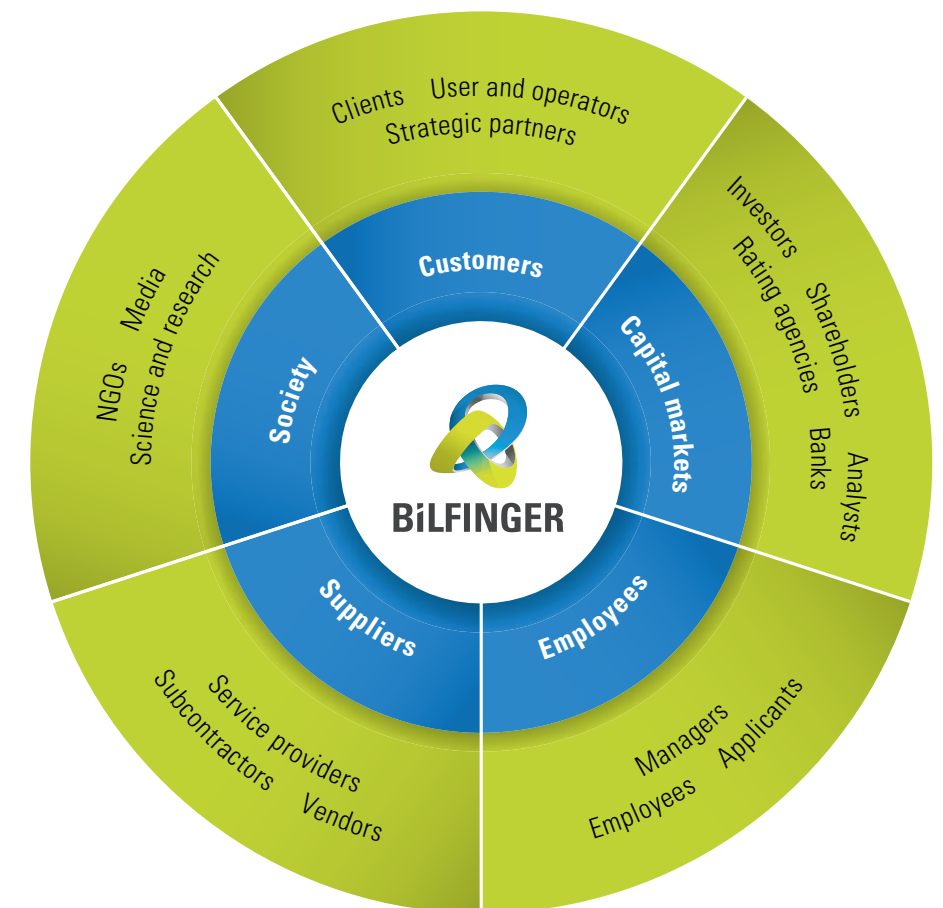 Clients User and operators
Strategic partners
Customers
Investors Shareholders Analysts
Rating agencies Banks
Capital markets
Employees
Managers Applicants
Employees
Suppliers
Service providers
Subcontractors Vendors
Society
NGOs Media
Science and research
BiLFINGER